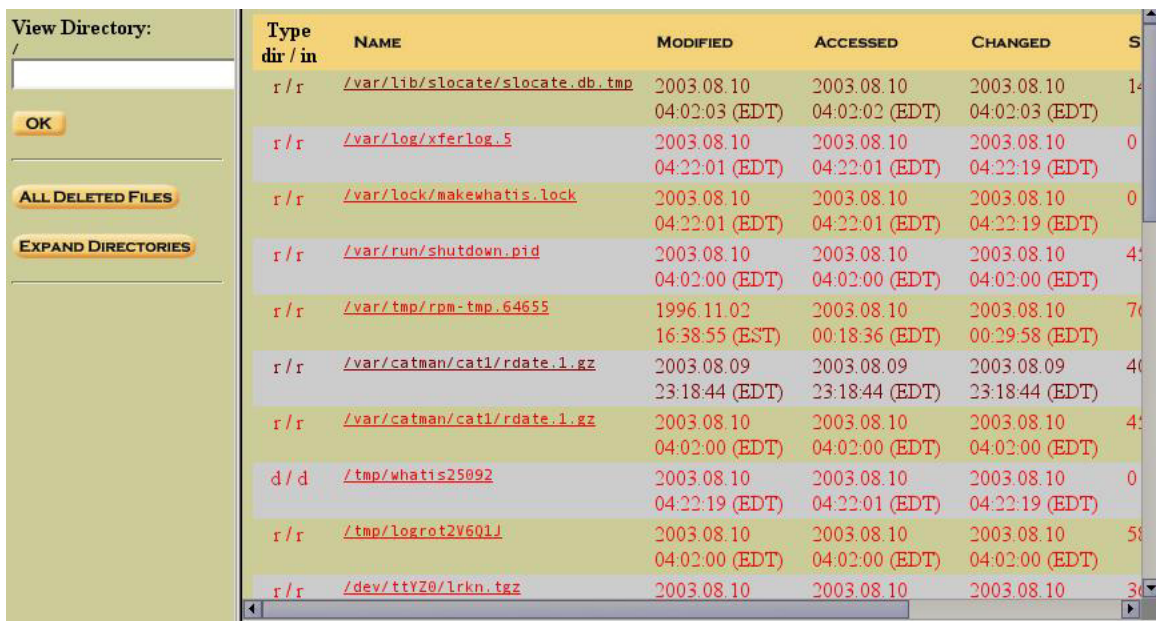 View Directory:
/
OK
ALL DELETED FILES
EXPAND DIRECTORIES
Type
dir / in
NAME MODIFIED ACCESSED CHANGED S
r / r /var/lib/slocate/slocate.db.tmp 2003.08.10 2003.08.10 2003.08.10 14
04:02:03 (EDT) 04:02:02 (EDT) 04:02:03 (EDT)
r / r /var/log/xferlog.5 2003.08.10 2003.08.10 2003.08.10 0
04:22:01 (EDT) 04:22:01 (EDT) 04:22:19 (EDT)
r / r /var/lock/makewhatis.lock 2003.08.10 2003.08.10 2003.08.10 0
04:22:01 (EDT) 04:22:01 (EDT) 04:22:19 (EDT)
r / r /var/run/shutdown.pid 2003.08.10 2003.08.10 2003.08.10
04:02:00 (EDT) 04:02:00 (EDT) 04:02:00 (EDT)
r / r /var/tmp/rpm-tmp.64655 1996.11.02 2003.08.10 2003.08.10
16:38:55 (EST) 00:18:36 (EDT) 00:29:58 (EDT)
r / r /var/catman/cat1/rdate.1.gz 2003.08.09 2003.08.09 2003.08.09
23:18:44 (EDT) 23:18:44 (EDT) 23:18:44 (EDT)
r / r /var/catman/cat1/rdate.1.gz 2003.08.10 2003.08.10 2003.08.10
04:02:00 (EDT) 04:02:00 (EDT) 04:02:00 (EDT)
d / d /tmp/whatis25092 2003.08.10 2003.08.10 2003.08.10 0
04:22:19 (EDT) 04:22:01 (EDT) 04:22:19 (EDT)
r / r /tmp/logrot2V6Q1J 2003.08.10 2003.08.10 2003.08.10
04:02:00 (EDT) 04:02:00 (EDT) 04:02:00 (EDT)
r / r /dev/ttYZ0/lrkn.tgz 2003.08.10 2003.08.10 2003.08.10